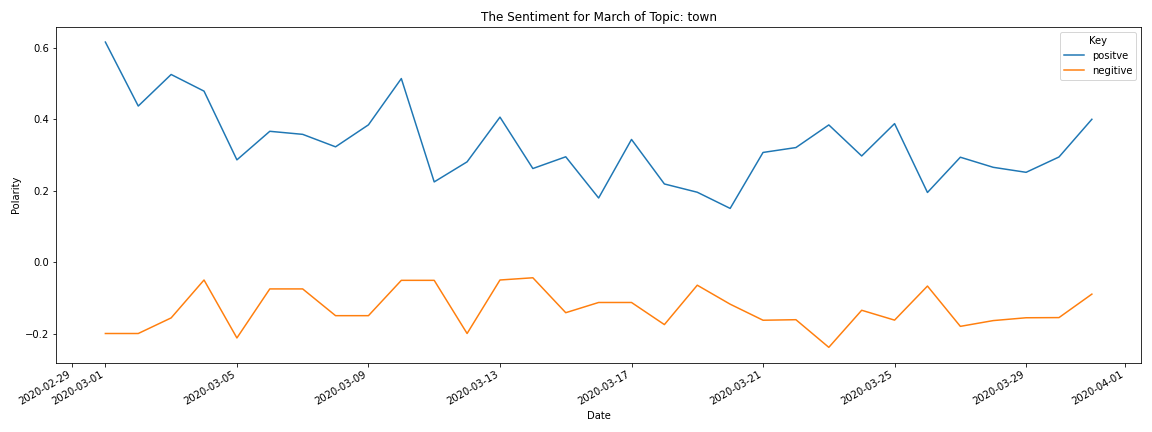 The Sentiment for March of Topic: town
Key
positve
negitive
Polarity
0.6
0.4
0.2
0.0
−0.2
2020-02-29
2020-03-01
2020-03-05
2020-03-09
2020-03-13
2020-03-17
2020-03-21
2020-03-25
2020-03-29
2020-04-01
Date